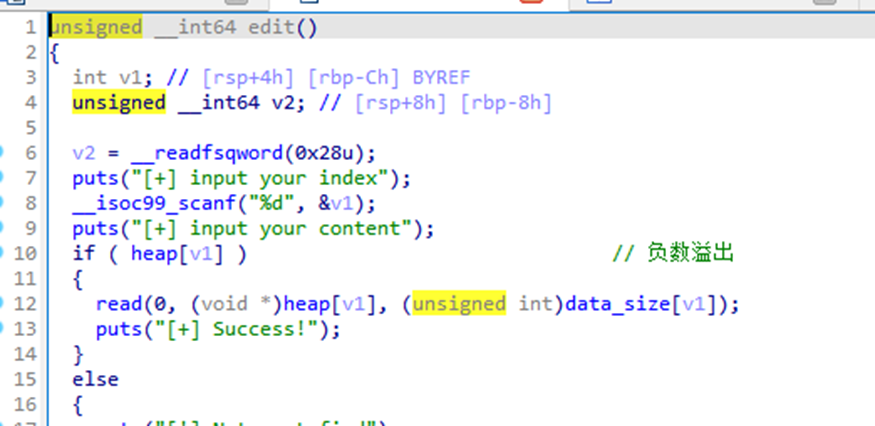 1 unsigned __int64 edit()
2 {
3 int v1; // [rsp+4h] [rbp-Ch] BYREF
4 unsigned __int64 v2; // [rsp+8h] [rbp-8h]
5
6 v2 = __readfsqword(0x28u);
7 puts("[+] input your index");
8 __isoc99_scanf("%d", &v1);
9 puts("[+] input your content");
10 if ( heap[v1] ) // 负数溢出
11 {
12 read(0, (void *)heap[v1], (unsigned int)data_size[v1]);
13 puts("[+] Success!");
14 }
15 else
16 {